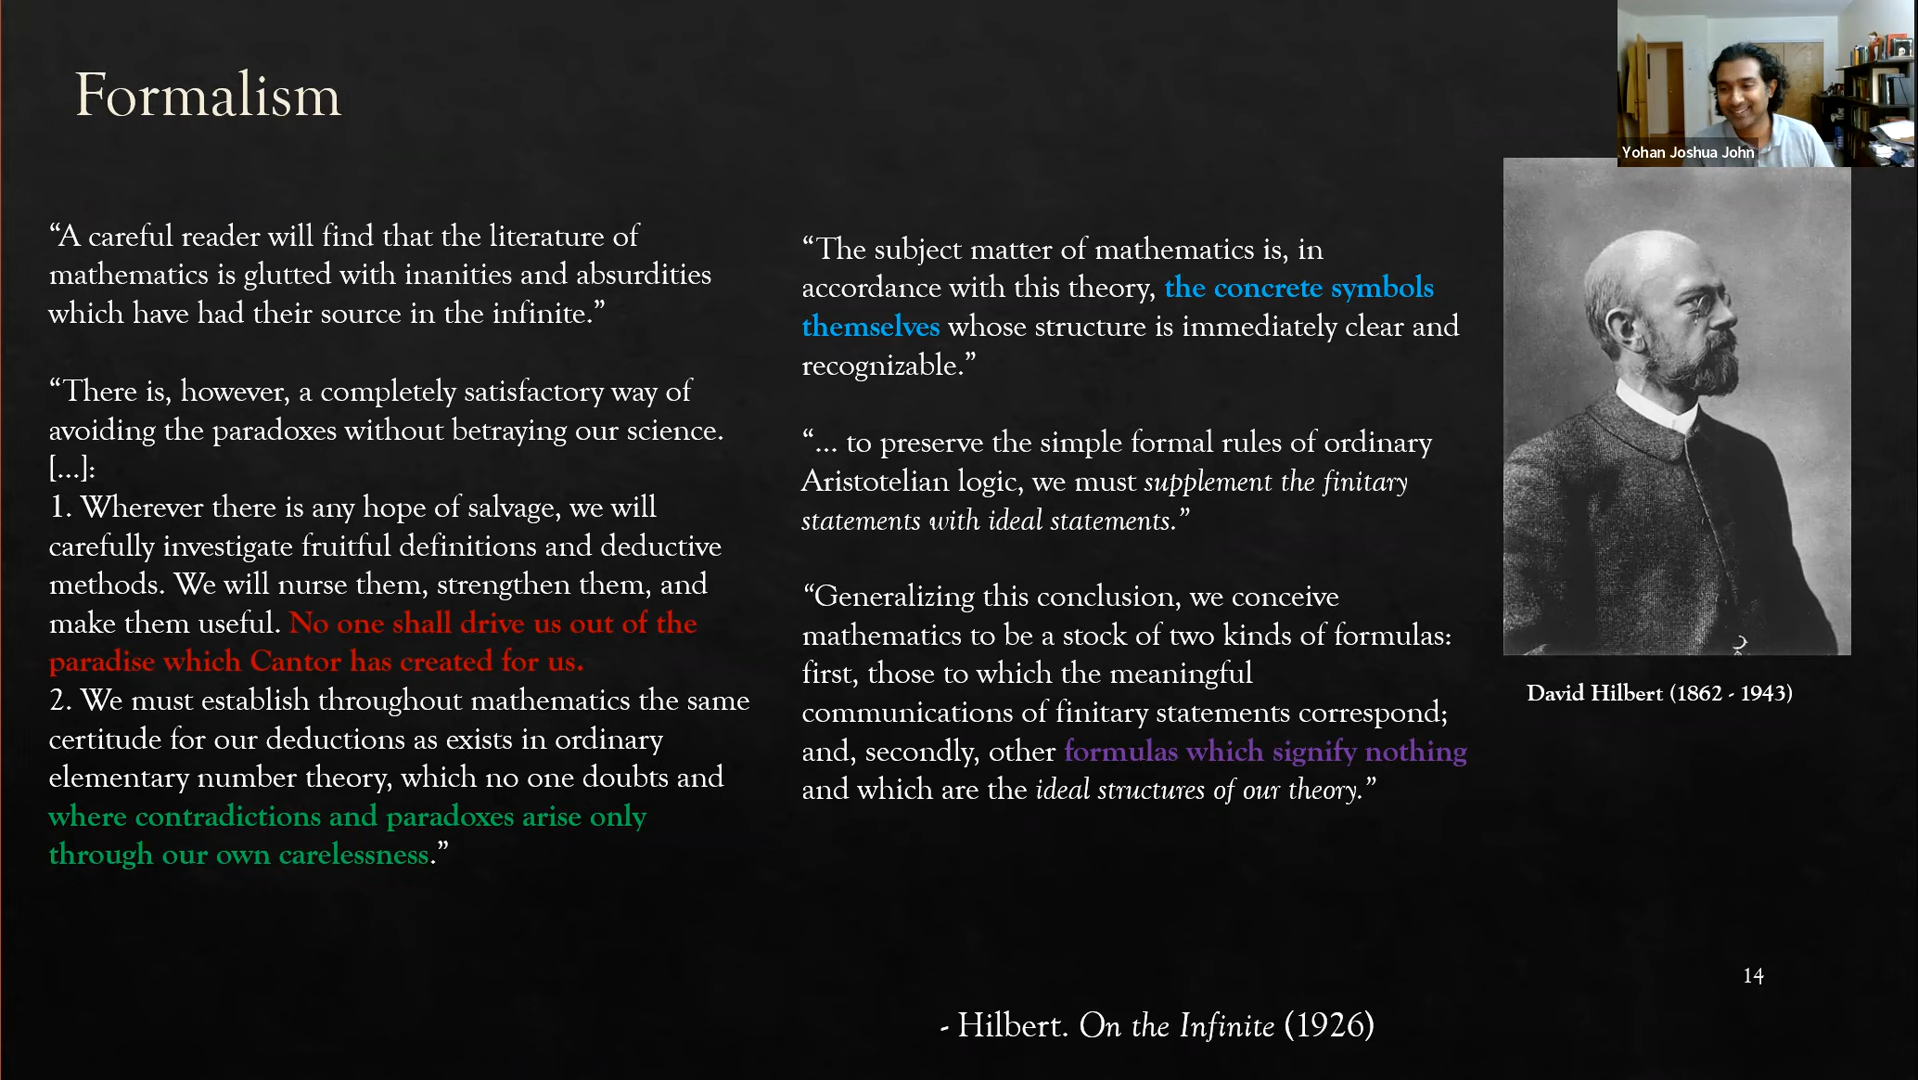 Formalism
Yohan Joshua John
“A careful reader will find that the literature of
mathematics is glutted with inanities and absurdities
which have had their source in the infinite.”
“There is, however, a completely satisfactory way of
avoiding the paradoxes without betraying our science.
[…]:
1. Wherever there is any hope of salvage, we will
carefully investigate fruitful definitions and deductive
methods. We will nurse them, strengthen them, and
make them useful. No one shall drive us out of the
paradise which Cantor has created for us.
2. We must establish throughout mathematics the same
certitude for our deductions as exists in ordinary
elementary number theory, which no one doubts and
where contradictions and paradoxes arise only
through our own carelessness.”
“The subject matter of mathematics is, in
accordance with this theory, the concrete symbols
themselves whose structure is immediately clear and
recognizable.”
“… to preserve the simple formal rules of ordinary
Aristotelian logic, we must supplement the finitary
statements with ideal statements.”
“Generalizing this conclusion, we conceive
mathematics to be a stock of two kinds of formulas:
first, those to which the meaningful
communications of finitary statements correspond;
and, secondly, other formulas which signify nothing
and which are the ideal structures of our theory.”
David Hilbert (1862 - 1943)
14
- Hilbert. On the Infinite (1926)